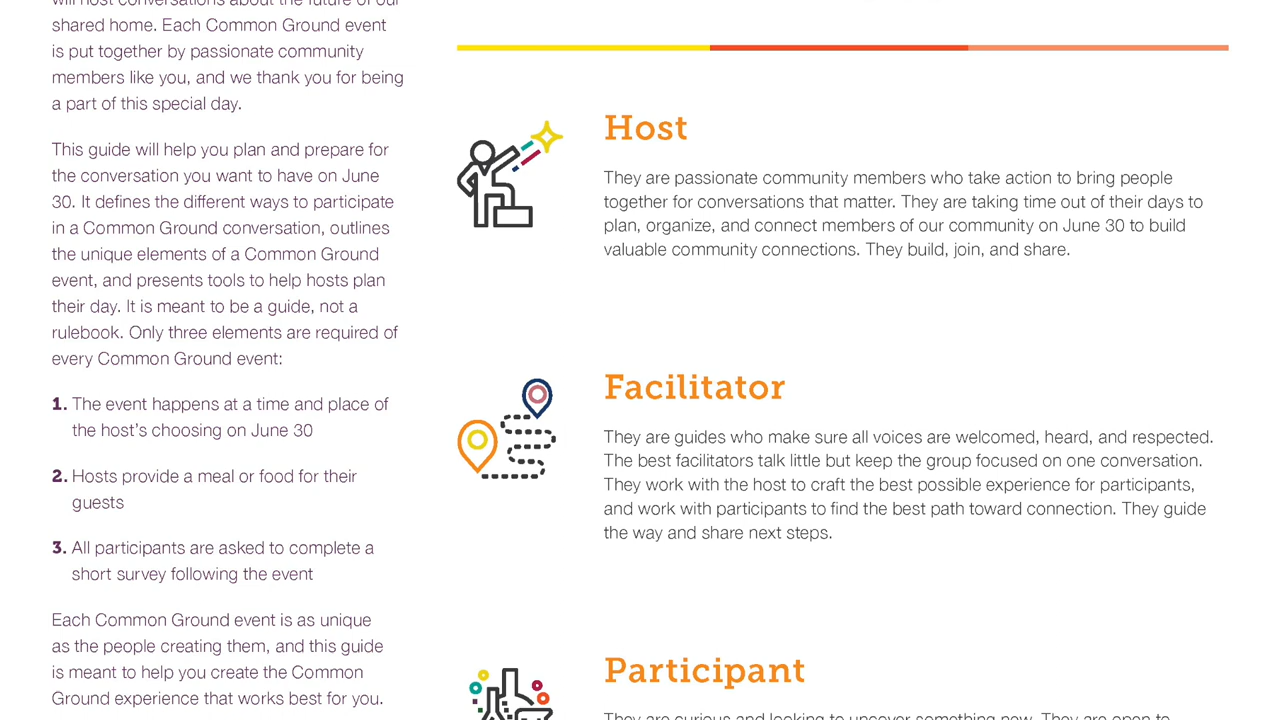 will host conversations about the future of our
shared home. Each Common Ground event
is put together by passionate community
members like you, and we thank you for being
a part of this special day.
This guide will help you plan and prepare for
the conversation you want to have on June
30. It defines the different ways to participate
in a Common Ground conversation, outlines
the unique elements of a Common Ground
event, and presents tools to help hosts plan
their day. It is meant to be a guide, not a
rulebook. Only three elements are required of
every Common Ground event:
1. The event happens at a time and place of
the host's choosing on June 30
2. Hosts provide a meal or food for their
guests
3. All participants are asked to complete a
short survey following the event
Each Common Ground event is as unique
as the people creating them, and this guide
is meant to help you create the Common
Ground experience that works best for you.
Host
They are passionate community members who take action to bring people
together for conversations that matter. They are taking time out of their days to
plan, organize, and connect members of our community on June 30 to build
valuable community connections. They build, join, and share.
Facilitator
They are guides who make sure all voices are welcomed, heard, and respected.
The best facilitators talk little but keep the group focused on one conversation.
They work with the host to craft the best possible experience for participants,
and work with participants to find the best path toward connection. They guide
the way and share next steps.
Participant
They are curious and looking to uncover something new. They are open to